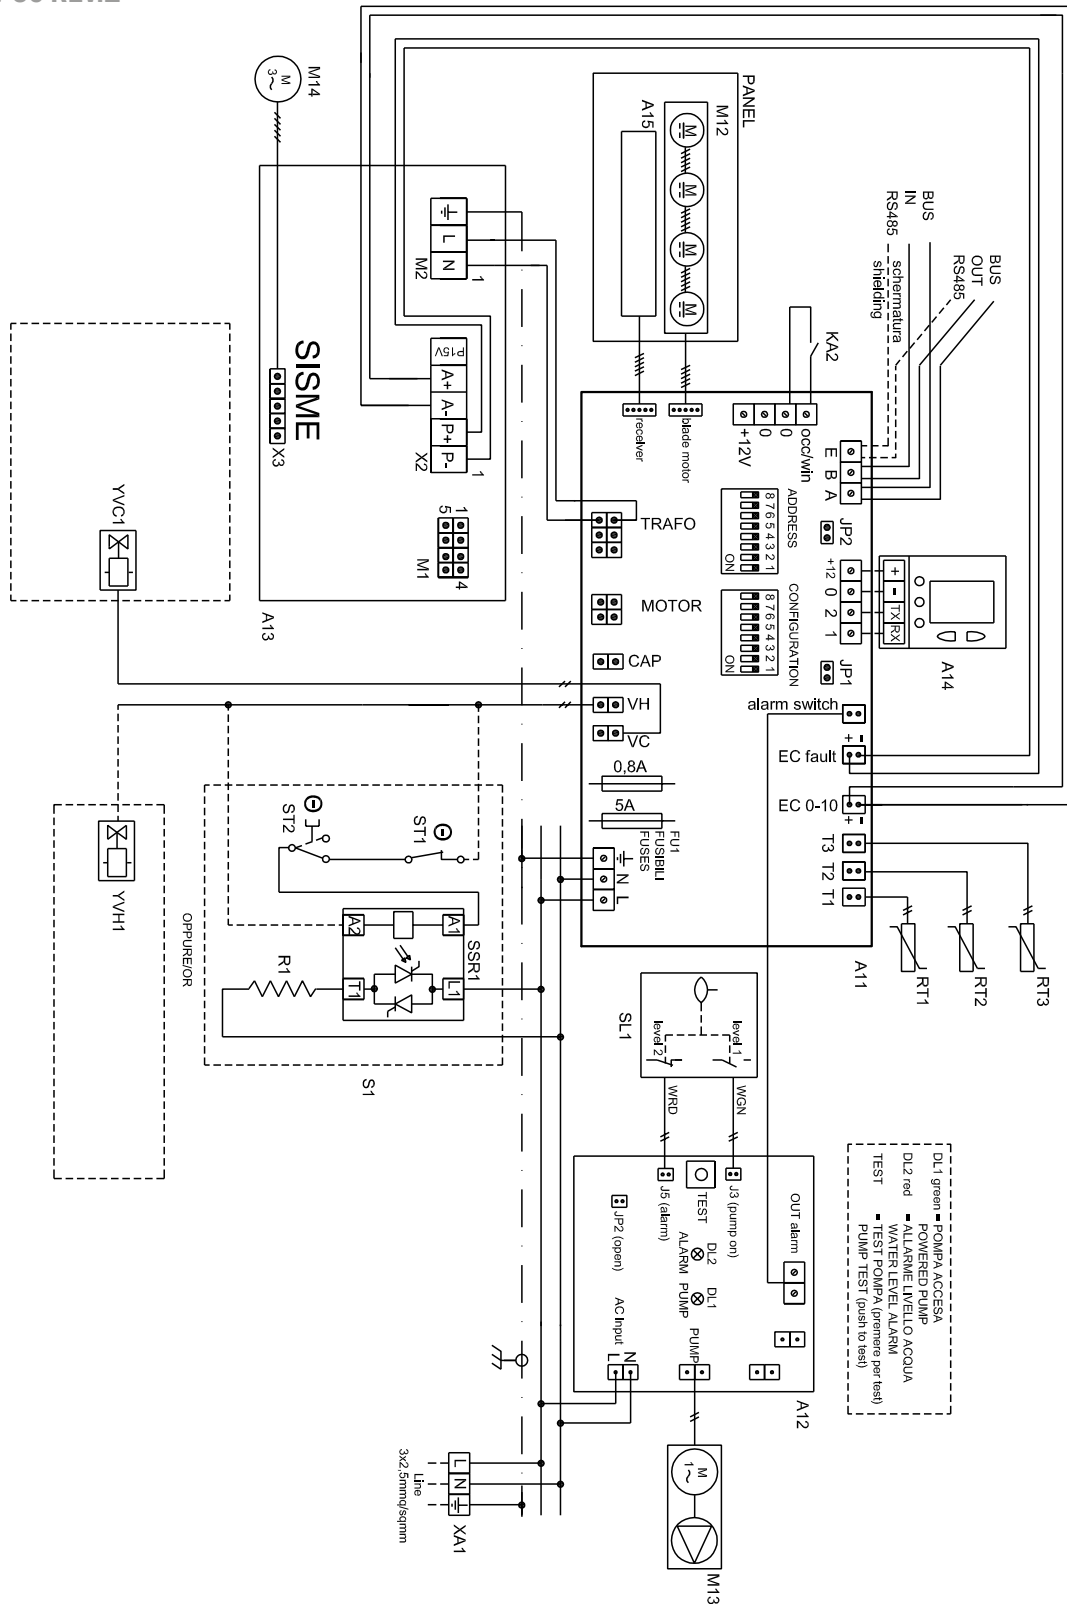 M14
M
3~
A13
M2
N
L
1
SISME
X3
P15V
A+
A-
P+
P-
X2
1
M1
1
5
4
YVC1
YVH1
OPPURE/OR
PANEL
M12
M
M
M
M
A15
receiver
blade motor
KA2
+12V
0
0
occ/win
BUS
IN
RS485
schermatura
shielding
BUS
OUT
RS485
E
B
A
JP2
ADDRESS
8 7 6 5 4 3 2 1
ON
CONFIGURATION
8 7 6 5 4 3 2 1
ON
+12
0
2
1
+
-
TX
RX
A14
JP1
TRAFO
MOTOR
CAP
VH
VC
0,8A
5A
FU1
FUSIBILI
FUSES
N
L
alarm switch
+ -
EC fault
EC 0-10
+ -
T3
T2
T1
A11
RT1
RT2
RT3
ST2
ST1
A2
A1
SSR1
T1
L1
R1
S1
SL1
level 1
level 2
WRD
WGN
J5 (alarm)
TEST
J3 (pump on)
JP2 (open)
DL2
ALARM
DL1
PUMP
OUT alarm
AC Input
L
N
PUMP
A12
M
1~
M13
DL1 green
POMPA ACCESA
POWERED PUMP
DL2 red
ALLARME LIVELLO ACQUA
WATER LEVEL ALARM
TEST
TEST POMPA (premere per test)
PUMP TEST (push to test)
L
N
XA1
Line
3x2,5mmq/sqmm